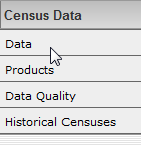 Census Data
Data
Products
Data Quality
Historical Censuses